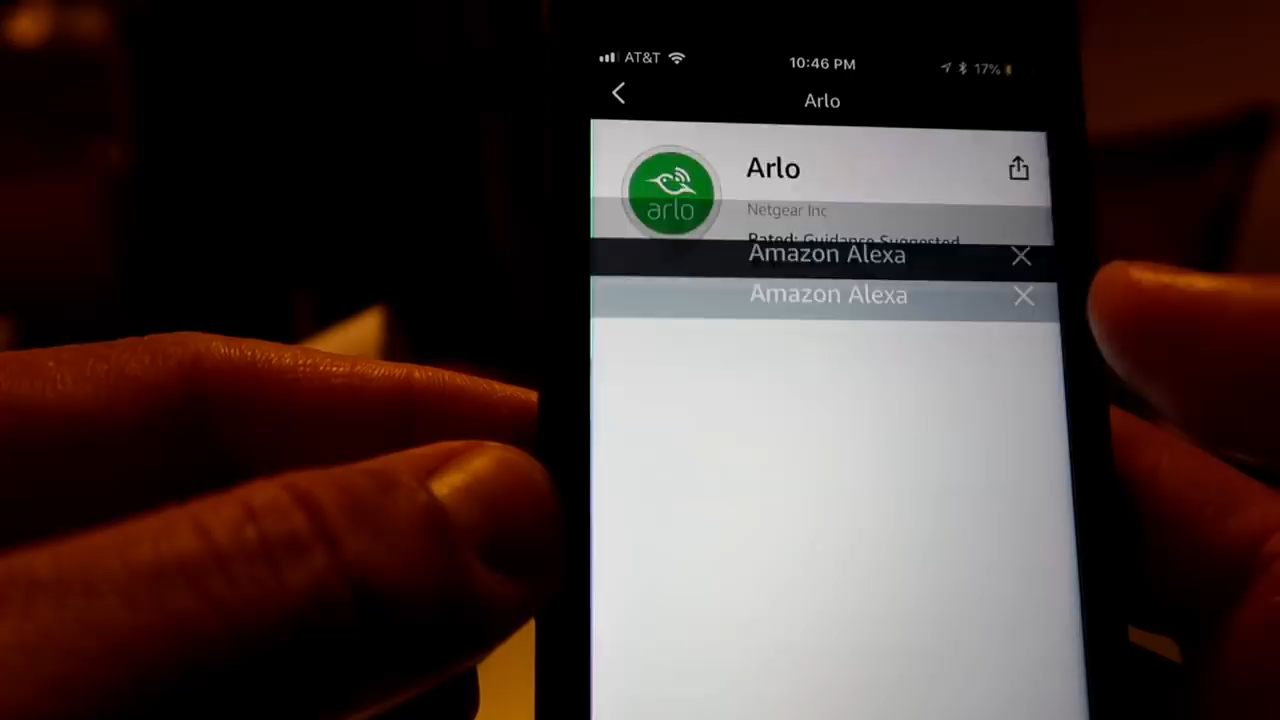 AT&T 10:46 PM 17%
Arlo
Arlo
arlo
Netgear Inc
Rated: Guidance Suggested
Amazon Alexa
Amazon Alexa